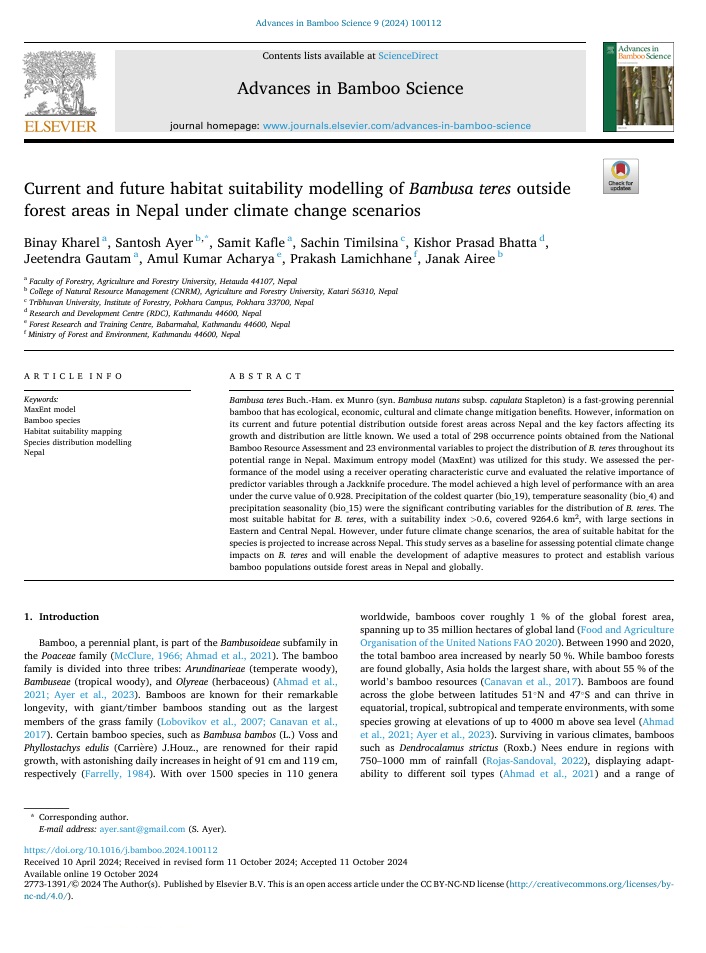 Advances in Bamboo Science 9 (2024) 100112
Contents lists available at ScienceDirect
Advances in Bamboo Science
journal homepage: www.journals.elsevier.com/advances-in-bamboo-science
ELSEVIER
Advances in
Bamboo Science
Check for
updates
Current and future habitat suitability modelling of Bambusa teres outside
forest areas in Nepal under climate change scenarios
Binay Kharel a, Santosh Ayer b,*, Samit Kafle a, Sachin Timilsina c, Kishor Prasad Bhatta d,
Jeetendra Gautam a, Amul Kumar Acharya e, Prakash Lamichhane f, Janak Airee b
a Faculty of Forestry, Agriculture and Forestry University, Hetauda 44107, Nepal
b College of Natural Resource Management (CNRM), Agriculture and Forestry University, Katari 56310, Nepal
c Tribhuvan University, Institute of Forestry, Pokhara Campus, Pokhara 33700, Nepal
d Research and Development Centre (RDC), Kathmandu 44600, Nepal
e Forest Research and Training Centre, Babarmahal, Kathmandu 44600, Nepal
f Ministry of Forest and Environment, Kathmandu 44600, Nepal
ARTICLE INFO
Keywords:
MaxEnt model
Bamboo species
Habitat suitability mapping
Species distribution modelling
Nepal
ABSTRACT
Bambusa teres Buch.-Ham. ex Munro (syn. Bambusa nutans subsp. capulata Stapleton) is a fast-growing perennial
bamboo that has ecological, economic, cultural and climate change mitigation benefits. However, information on
its current and future potential distribution outside forest areas across Nepal and the key factors affecting its
growth and distribution are little known. We used a total of 298 occurrence points obtained from the National
Bamboo Resource Assessment and 23 environmental variables to project the distribution of B. teres throughout its
potential range in Nepal. Maximum entropy model (MaxEnt) was utilized for this study. We assessed the per-
formance of the model using a receiver operating characteristic curve and evaluated the relative importance of
predictor variables through a Jackknife procedure. The model achieved a high level of performance with an area
under the curve value of 0.928. Precipitation of the coldest quarter (bio_19), temperature seasonality (bio_4) and
precipitation seasonality (bio_15) were the significant contributing variables for the distribution of B. teres. The
most suitable habitat for B. teres, with a suitability index >0.6, covered 9264.6 km2, with large sections in
Eastern and Central Nepal. However, under future climate change scenarios, the area of suitable habitat for the
species is projected to increase across Nepal. This study serves as a baseline for assessing potential climate change
impacts on B. teres and will enable the development of adaptive measures to protect and establish various
bamboo populations outside forest areas in Nepal and globally.
1. Introduction
Bamboo, a perennial plant, is part of the Bambusoideae subfamily in
the Poaceae family (McClure, 1966; Ahmad et al., 2021). The bamboo
family is divided into three tribes: Arundinarieae (temperate woody),
Bambuseae (tropical woody), and Olyreae (herbaceous) (Ahmad et al.,
2021; Ayer et al., 2023). Bamboos are known for their remarkable
longevity, with giant/timber bamboos standing out as the largest
members of the grass family (Lobovikov et al., 2007; Canavan et al.,
2017). Certain bamboo species, such as Bambusa bambos (L.) Voss and
Phyllostachys edulis (Carrière) J.Houz., are renowned for their rapid
growth, with astonishing daily increases in height of 91 cm and 119 cm,
respectively (Farrelly, 1984). With over 1500 species in 110 genera
worldwide, bamboos cover roughly 1 % of the global forest area,
spanning up to 35 million hectares of global land (Food and Agriculture
Organisation of the United Nations FAO 2020). Between 1990 and 2020,
the total bamboo area increased by nearly 50 %. While bamboo forests
are found globally, Asia holds the largest share, with about 55 % of the
world's bamboo resources (Canavan et al., 2017). Bamboos are found
across the globe between latitudes 51°N and 47°S and can thrive in
equatorial, tropical, subtropical and temperate environments, with some
species growing at elevations of up to 4000 m above sea level (Ahmad
et al., 2021; Ayer et al., 2023). Surviving in various climates, bamboos
such as Dendrocalamus strictus (Roxb.) Nees endure in regions with
750–1000 mm of rainfall (Rojas-Sandoval, 2022), displaying adapt-
ability to different soil types (Ahmad et al., 2021) and a range of
* Corresponding author.
E-mail address: ayer.sant@gmail.com (S. Ayer).
https://doi.org/10.1016/j.bamboo.2024.100112
Received 10 April 2024; Received in revised form 11 October 2024; Accepted 11 October 2024
Available online 19 October 2024
2773-1391/© 2024 The Author(s). Published by Elsevier B.V. This is an open access article under the CC BY-NC-ND license (http://creativecommons.org/licenses/by-
nc-nd/4.0/).